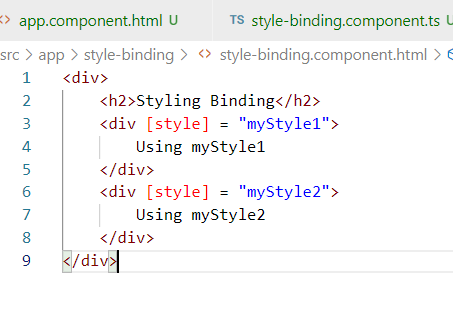 app.component.html U TS style-binding.component.ts U
src > app > style-binding > <> style-binding.component.html >
1 <div>
2 <h2>Styling Binding</h2>
3 <div [style] = "myStyle1">
4 Using myStyle1
5 </div>
6 <div [style] = "myStyle2">
7 Using myStyle2
8 </div>
9 </div>